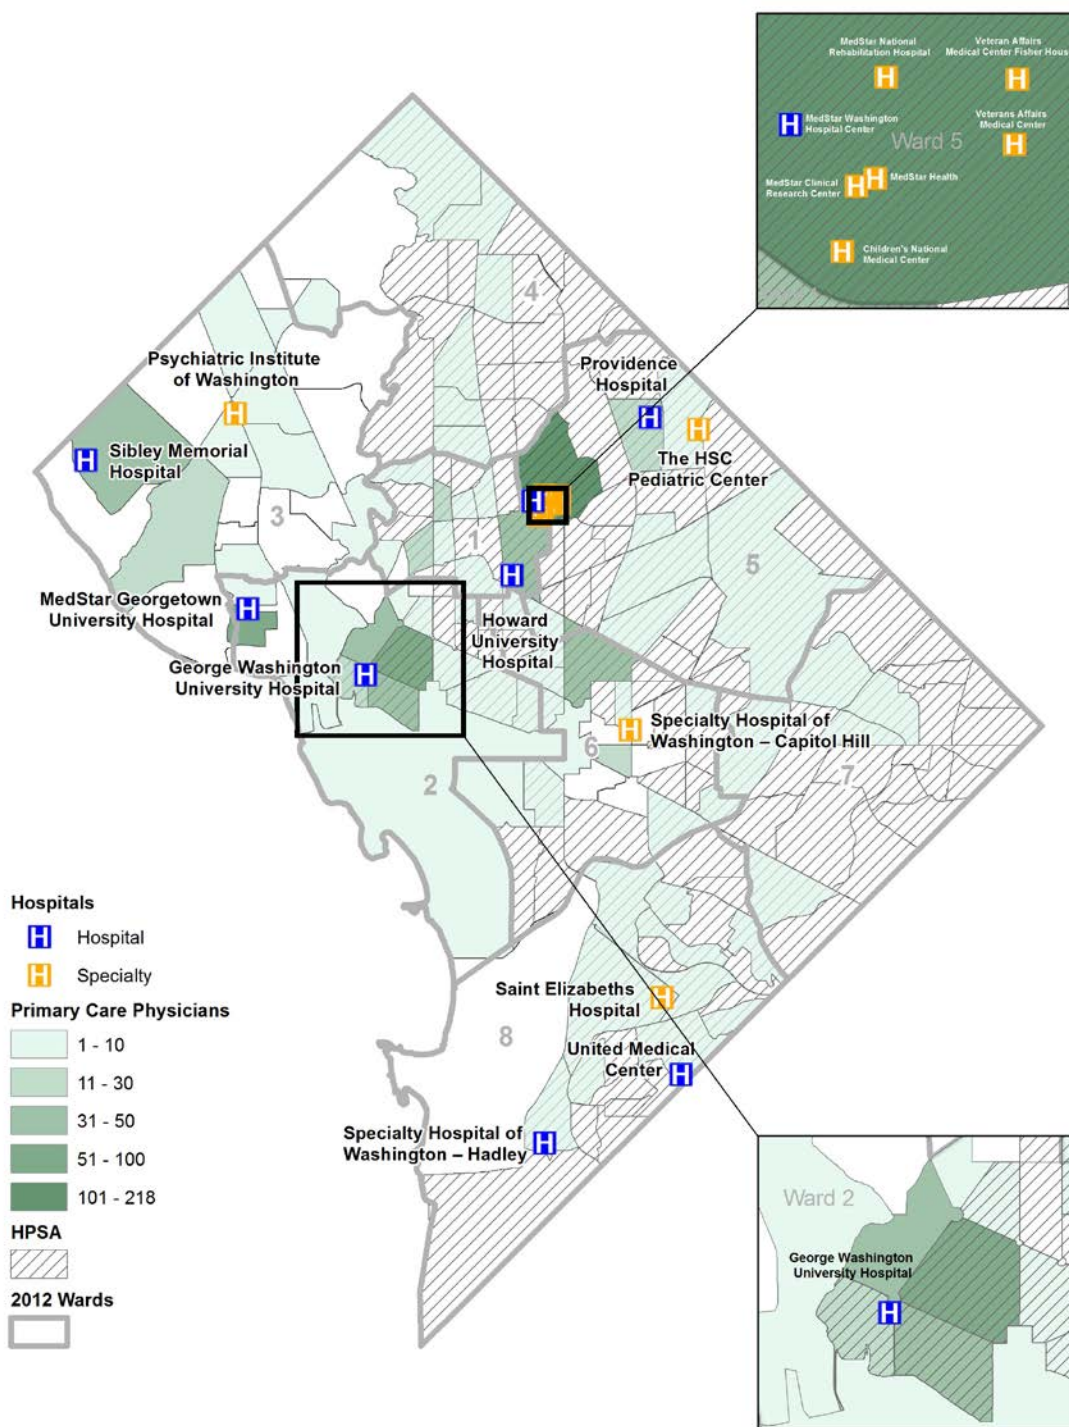 MedStar National
Rehabilitation Hospital
Veteran Affairs
Medical Center Fisher Hous
H
H
H
MedStar Washington
Hospital Center
Veterans Affairs
Medical Center
Ward 5
H
MedStar Clinical
Research Center
H
H
MedStar Health
H
Children's National
Medical Center
4
Psychiatric Institute
of Washington
H
Providence
Hospital
H
H
The HSC
Pediatric Center
H
Sibley Memorial
Hospital
3
H
1
5
H
MedStar Georgetown
University Hospital
H
Howard
University
Hospital
George Washington
University Hospital
H
H
Specialty Hospital of
Washington – Capitol Hill
6
7
2
Hospitals
H
Hospital
H
Specialty
Primary Care Physicians
1 - 10
11 - 30
31 - 50
51 - 100
101 - 218
HPSA
2012 Wards
Saint Elizabeths
Hospital
H
8
United Medical
Center
H
Specialty Hospital of
Washington – Hadley
H
Ward 2
George Washington
University Hospital
H